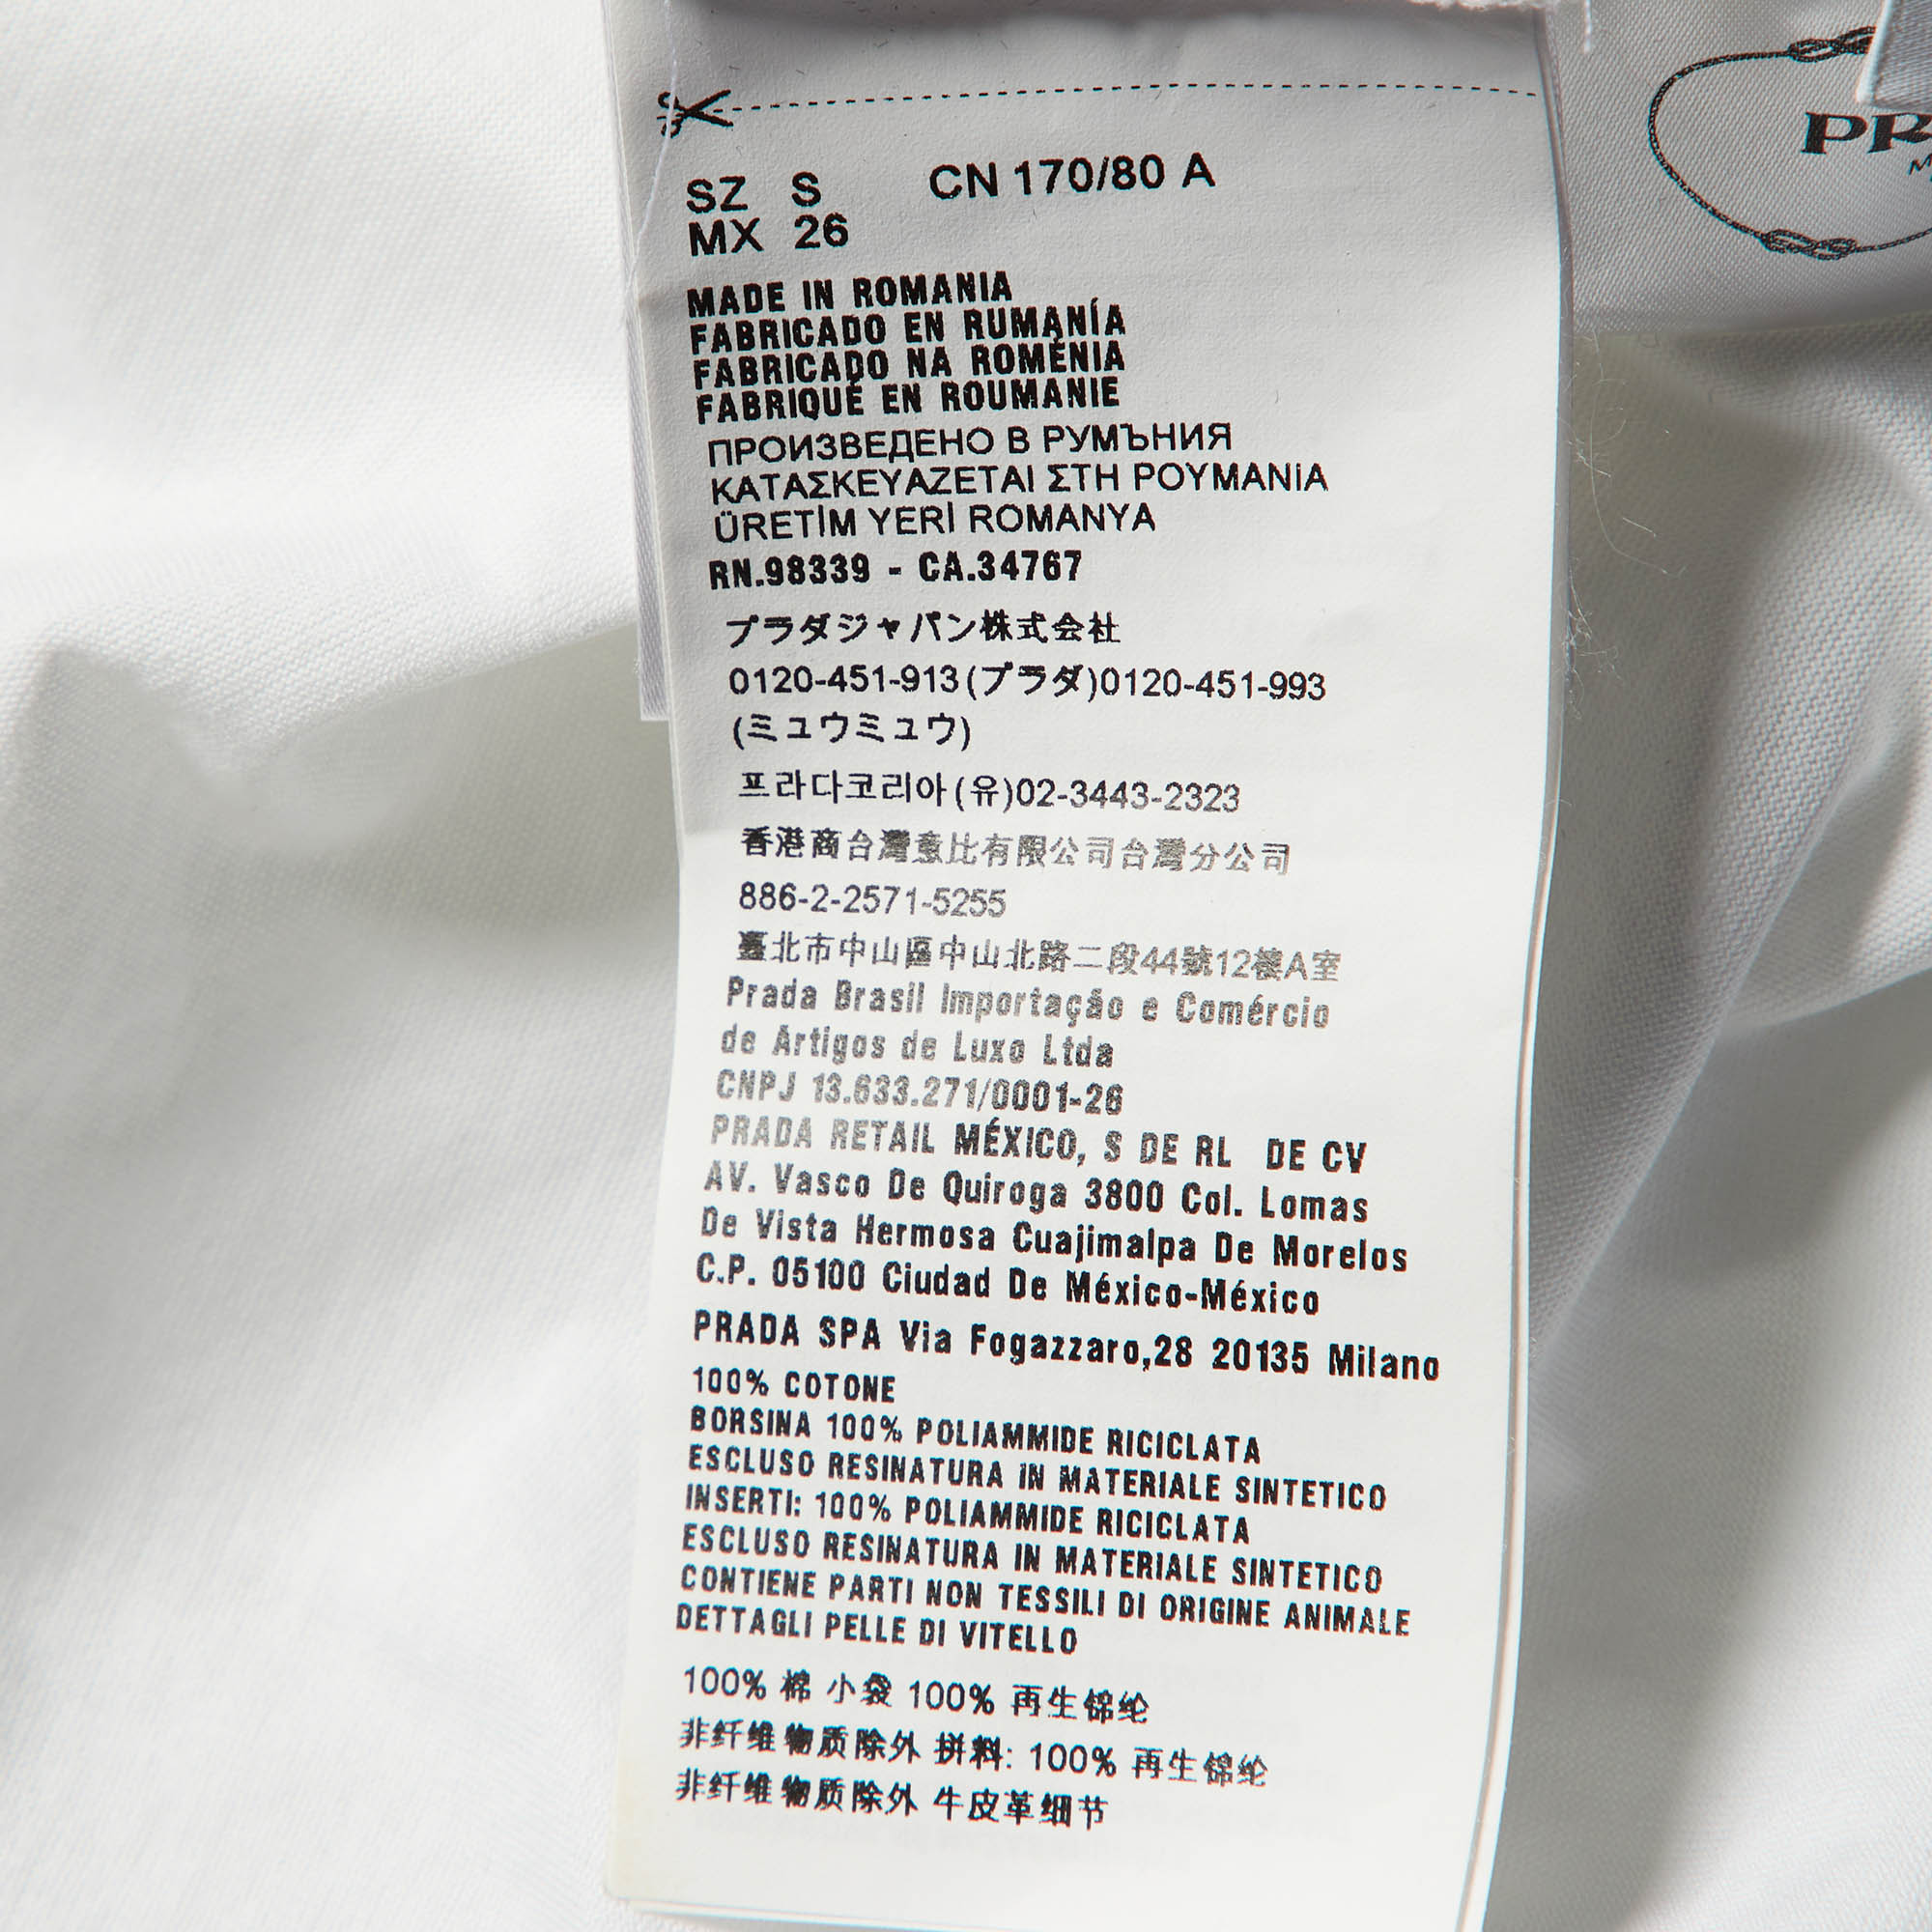 SZ S CN 170/80 A
MX 26
MADE IN ROMANIA
FABRICADO EN RUMANÍA
FABRICADO NA ROMÉNIA
FABRIQUÉ EN ROUMANIE
ПРОИЗВЕДЕНО В РУМЪНИЯ
ΚΑΤΑΣΚΕΥΑΖΕΤΑΙ ΣΤΗ ΡΟΥΜΑΝίΑ
ÜRETİM YERİ ROMANYA
RN.98339 - CA.34767
プラダジャパン株式会社
0120-451-913(プラダ)0120-451-993
(ミュウミュウ)
프라다코리아(유)02-3443-2323
香港商台灣意比有限公司台灣分公司
886-2-2571-5255
臺北市中山區中山北路二段44號12樓A室
Prada Brasil Importação e Comércio
de Artigos de Luxo Ltda
CNPJ 13.633.271/0001-26
PRADA RETAIL MÉXICO, S DE RL DE CV
AV. Vasco De Quiroga 3800 Col. Lomas
De Vista Hermosa Cuajimalpa De Morelos
C.P. 05100 Ciudad De México-México
PRADA SPA Via Fogazzaro,28 20135 Milano
100% COTONE
BORSINA 100% POLIAMMIDE RICICLATA
ESCLUSO RESINATURA IN MATERIALE SINTETICO
INSERTI: 100% POLIAMMIDE RICICLATA
ESCLUSO RESINATURA IN MATERIALE SINTETICO
CONTIENE PARTI NON TESSILI DI ORIGINE ANIMALE
DETTAGLI PELLE DI VITELLO
100% 棉 小袋 100% 再生锦纶
非纤维物质除外 拼料: 100% 再生锦纶
非纤维物质除外 牛皮革细节
PR